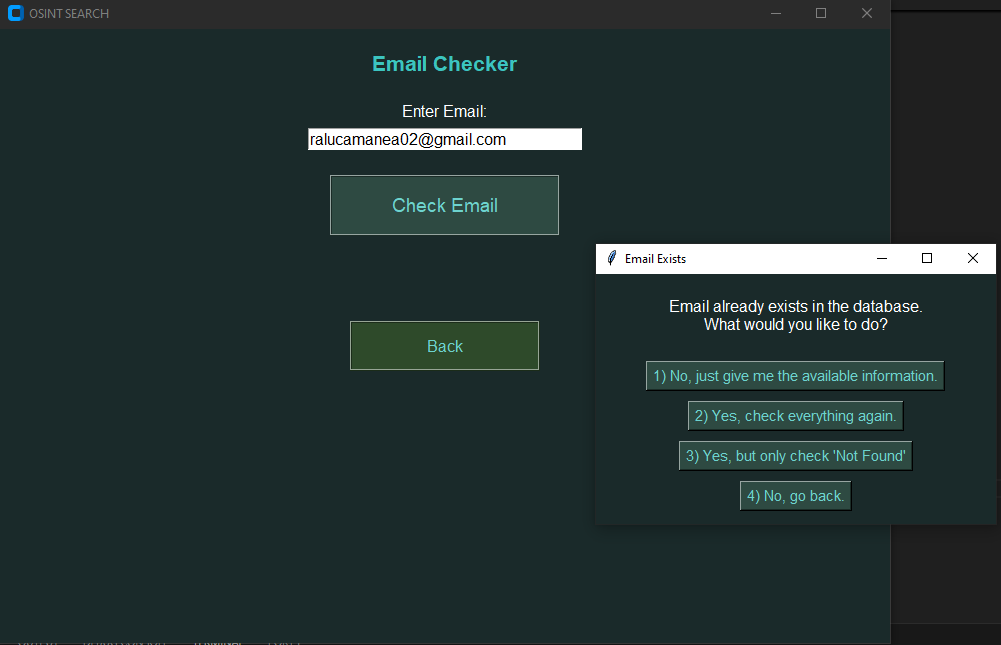 OSINT SEARCH
Email Checker
Enter Email:
ralucamanea02@gmail.com
Check Email
Back
Email Exists
Email already exists in the database.
What would you like to do?
1) No, just give me the available information.
2) Yes, check everything again.
3) Yes, but only check 'Not Found'
4) No, go back.